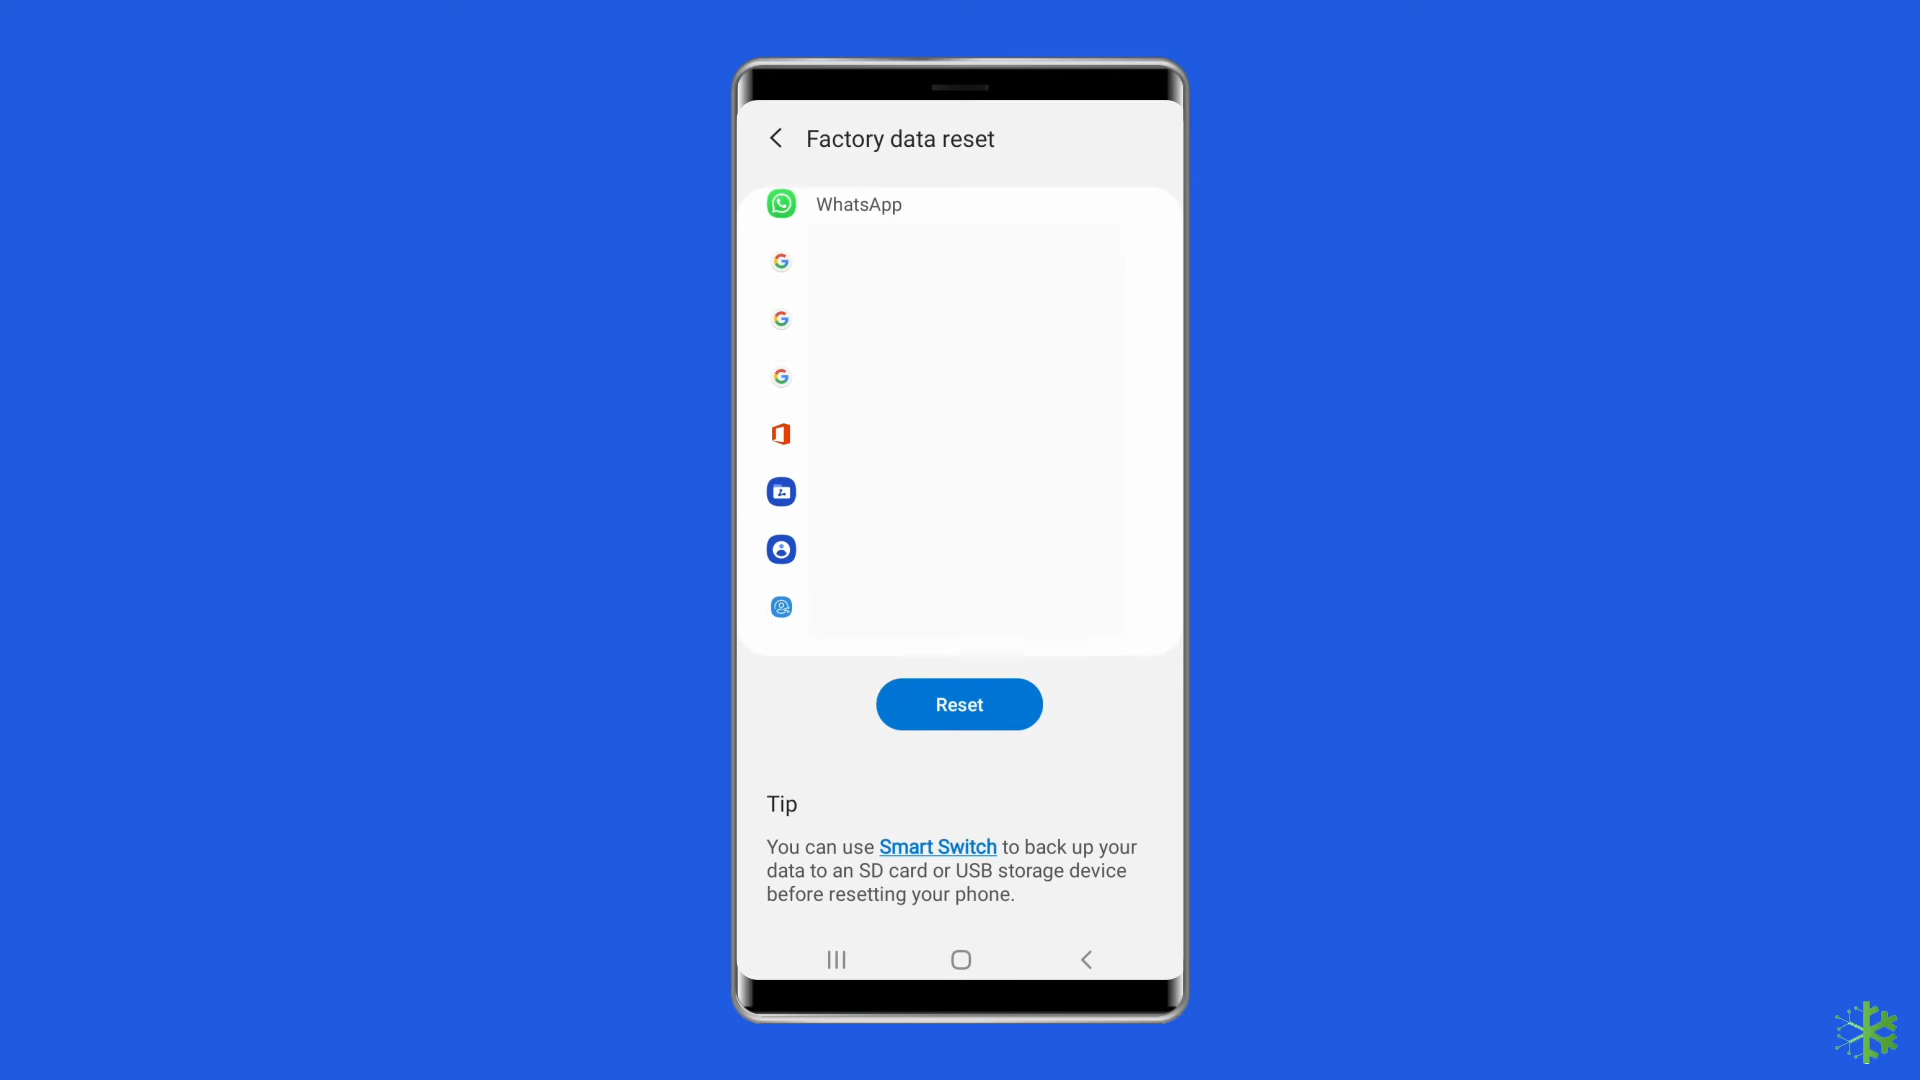 Factory data reset
WhatsApp
Reset
Tip
You can use Smart Switch to back up your
data to an SD card or USB storage device
before resetting your phone.